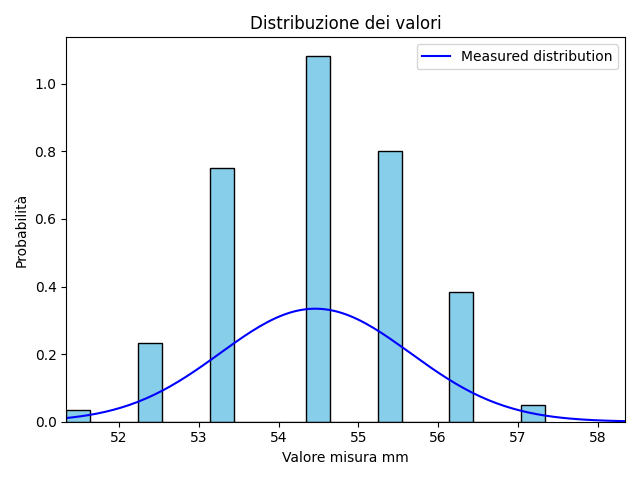 Distribuzione dei valori
Measured distribution
Probabilità
1.0
0.8
0.6
0.4
0.2
0.0
52 53 54 55 56 57 58
Valore misura mm